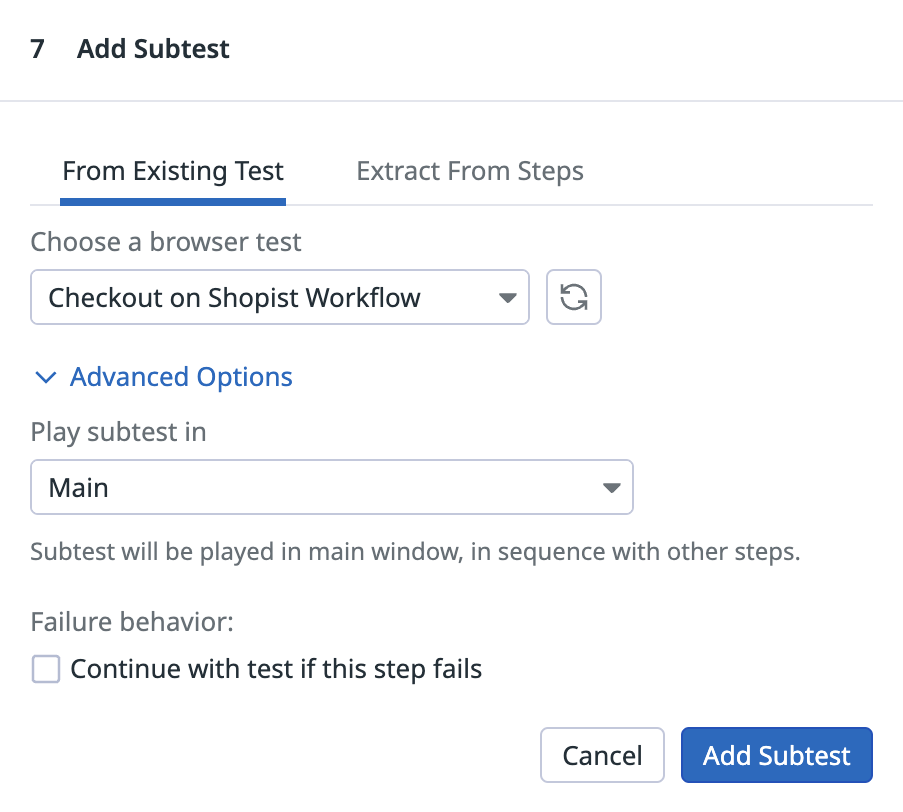 7 Add Subtest
From Existing Test Extract From Steps
Choose a browser test
Checkout on Shopist Workflow
Advanced Options
Play subtest in
Main
Subtest will be played in main window, in sequence with other steps.
Failure behavior:
Continue with test if this step fails
Cancel Add Subtest